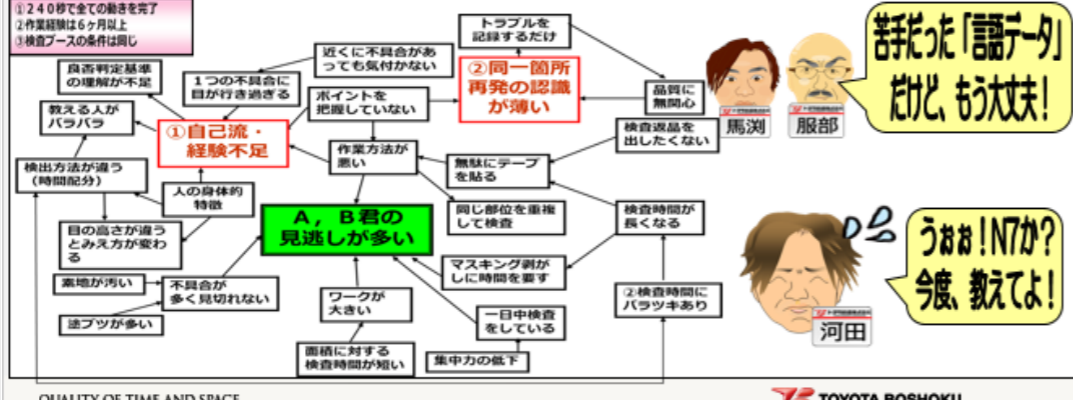 ①２４０秒で全ての動きを完了
②作業経験は６ヶ月以上
③検査ブースの条件は同じ
トラブルを
記録するだけ
近くに不具合があ
っても気付かない
良否判定基準
の理解が不足
１つの不具合に
目が行き過ぎる
②同一箇所
再発の認識
が薄い
苦手だった「言語データ」
だけど、もう大丈夫！
馬渕
服部
品質に
無関心
ポイントを
把握していない
教える人が
バラバラ
①自己流・
経験不足
検査返品を
出したくない
作業方法が
悪い
無駄にテープ
を貼る
検出方法が違う
（時間配分）
人の身体的
特徴
Ａ，Ｂ君の
見逃しが多い
同じ部位を重複
して検査
検査時間が
長くなる
目の高さが違う
とみえ方が変わ
る
うぉぉ！N7か？
今度、教えてよ！
河田
マスキング剥が
しに時間を要す
素地が汚い
不具合が
多く見切れない
②検査時間に
バラツキあり
ワークが
大きい
塗ブツが多い
一日中検査
をしている
面積に対する
検査時間が短い
集中力の低下
QUALITY OF TIME AND SPACE
TOYOTA BOSHOKU